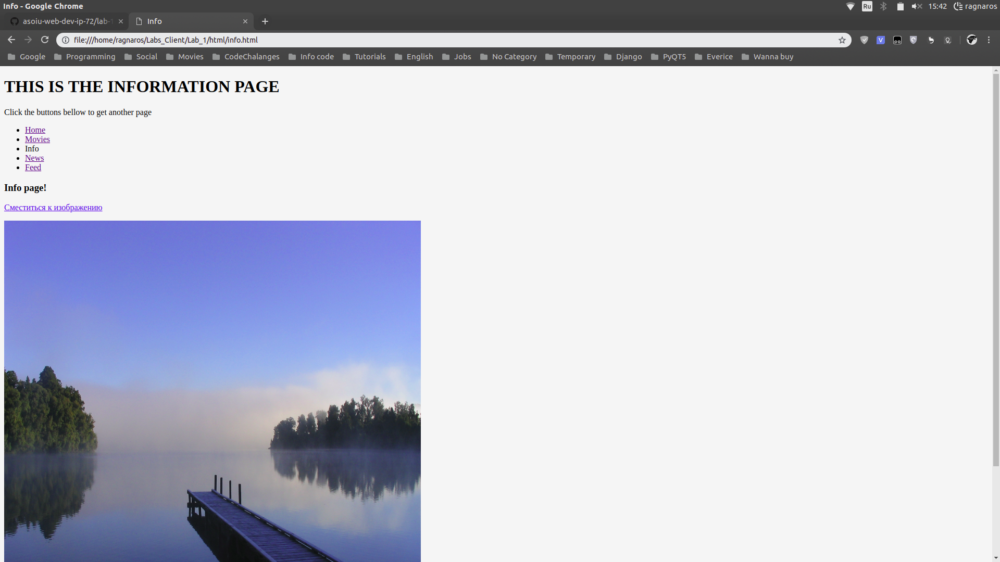 Info - Google Chrome
Ru
15:42
ragnaros
asoiu-web-dev-ip-72/lab-1
Info
file:///home/ragnaros/Labs_Client/Lab_1/html/info.html
V
Google
Programming
Social
Movies
CodeChalanges
Info code
Tutorials
English
Jobs
No Category
Temporary
Django
PyQT5
Everice
Wanna buy
THIS IS THE INFORMATION PAGE
Click the buttons bellow to get another page
Home
Movies
Info
News
Feed
Info page!
Сместиться к изображению